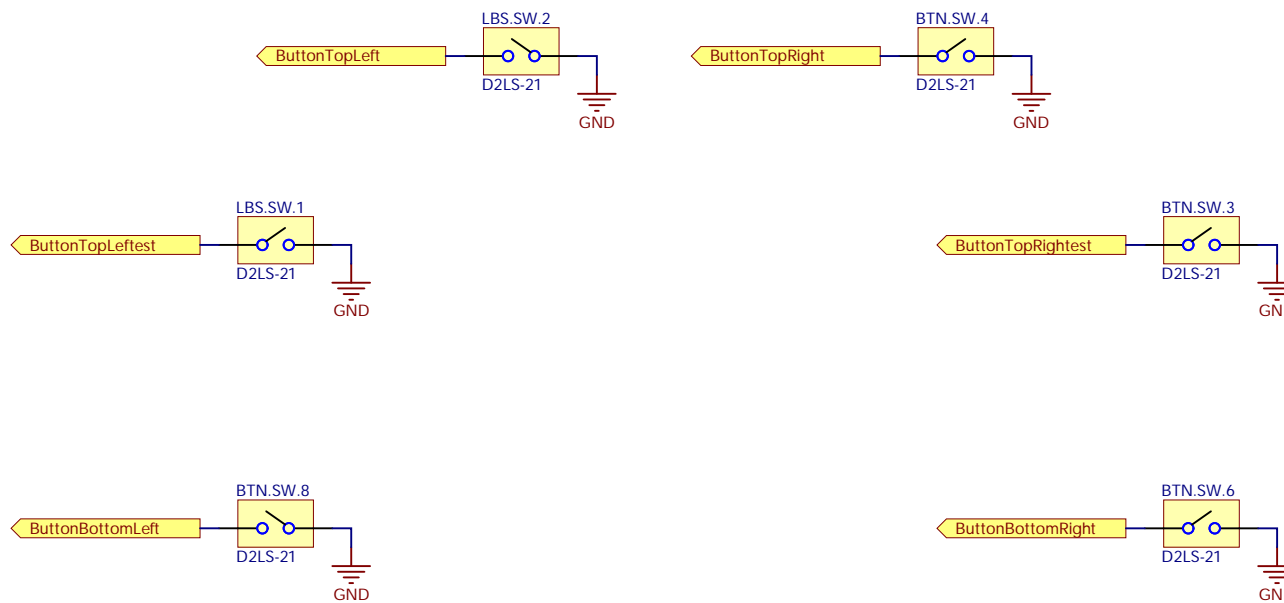 LBS.SW.2
ButtonTopLeft
D2LS-21
GND
BTN.SW.4
ButtonTopRight
D2LS-21
GND
LBS.SW.1
ButtonTopLeftest
D2LS-21
GND
BTN.SW.3
ButtonTopRightest
D2LS-21
GN
BTN.SW.8
ButtonBottomLeft
D2LS-21
GND
BTN.SW.6
ButtonBottomRight
D2LS-21
GN